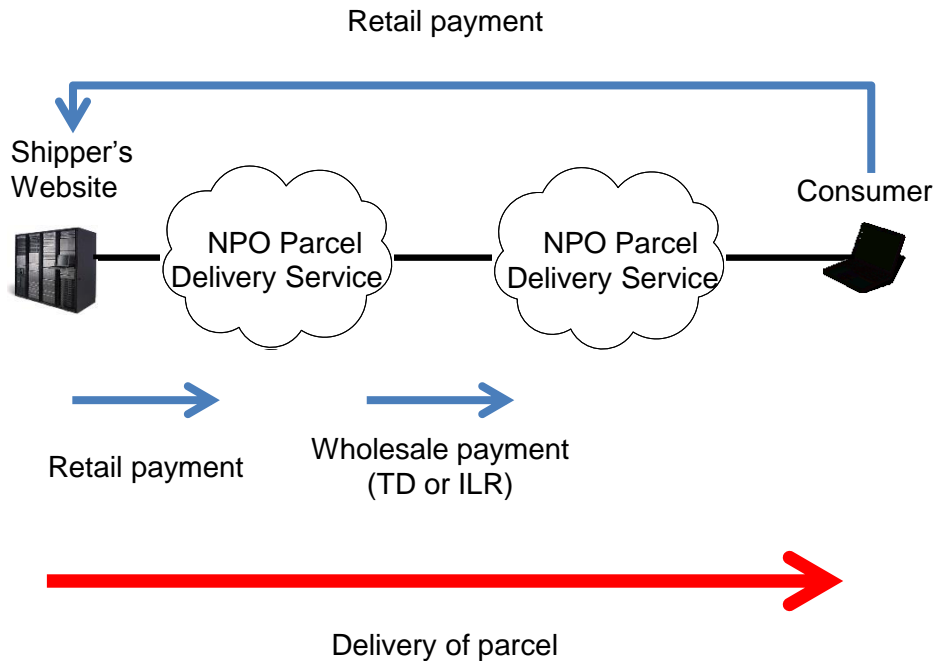 Retail payment
Shipper’s
Website
Consumer
NPO Parcel
Delivery Service
NPO Parcel
Delivery Service
Retail payment
Wholesale payment
(TD or ILR)
Delivery of parcel